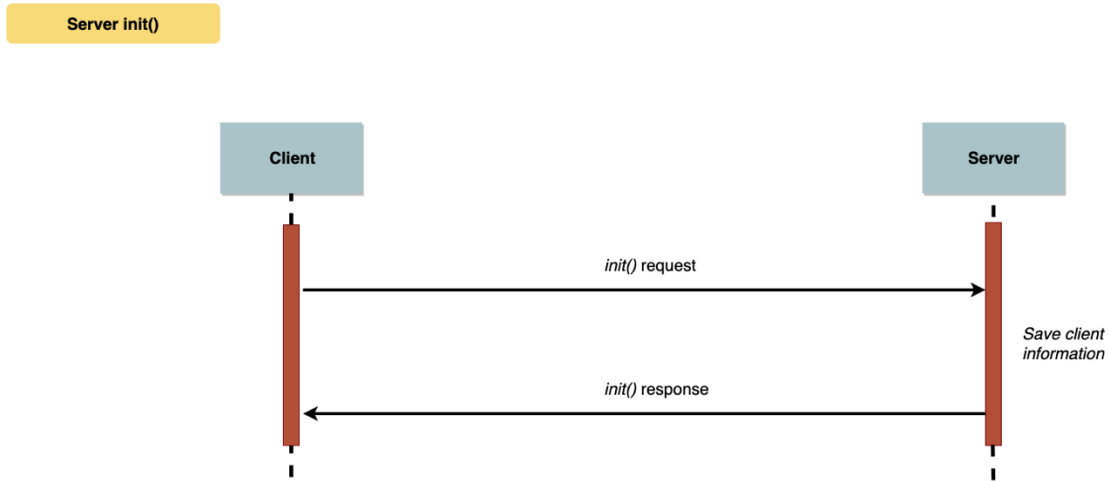 Server init()
Client
Server
init() request
Save client
information
init() response